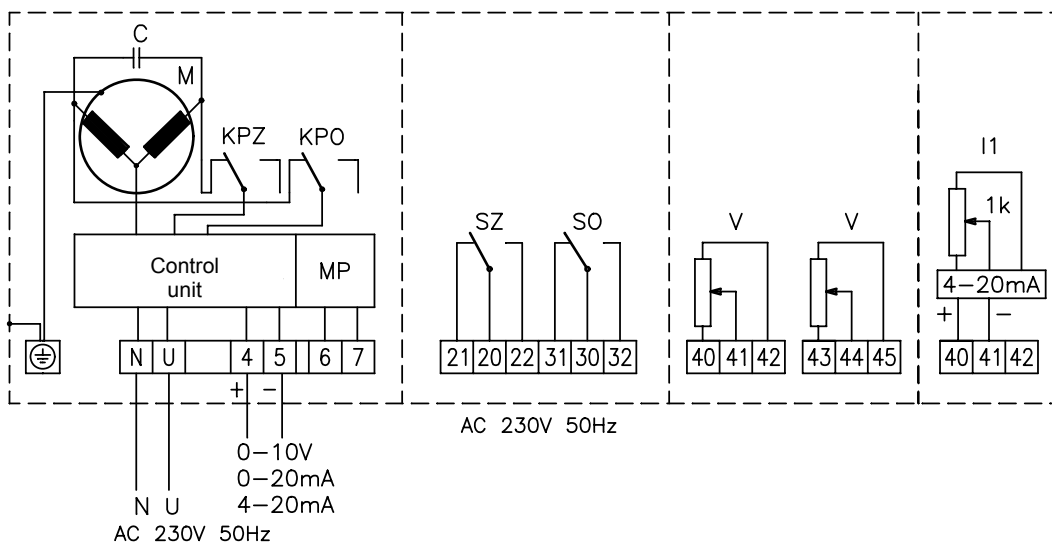 C
M
KPZ KPO
I1
1k
SZ SO
V V
Control
unit
MP
4-20mA
+ -
N U 4 5 6 7
21 20 22 31 30 32
40 41 42
43 44 45
40 41 42
+ -
AC 230V 50Hz
0-10V
0-20mA
4-20mA
N U
AC 230V 50Hz